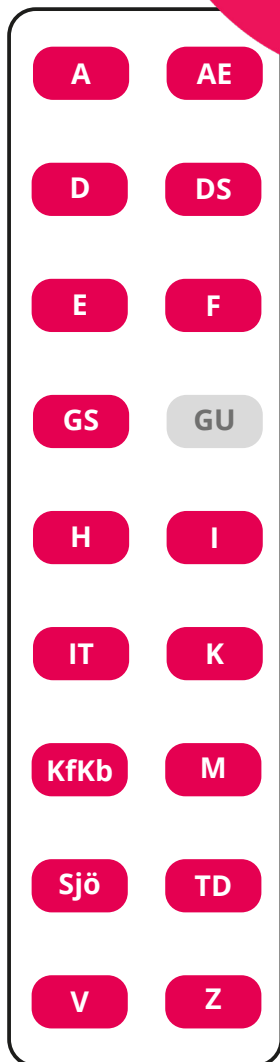 A AE
D DS
E F
GS GU
H I
IT K
KfKb M
Sjö TD
V Z